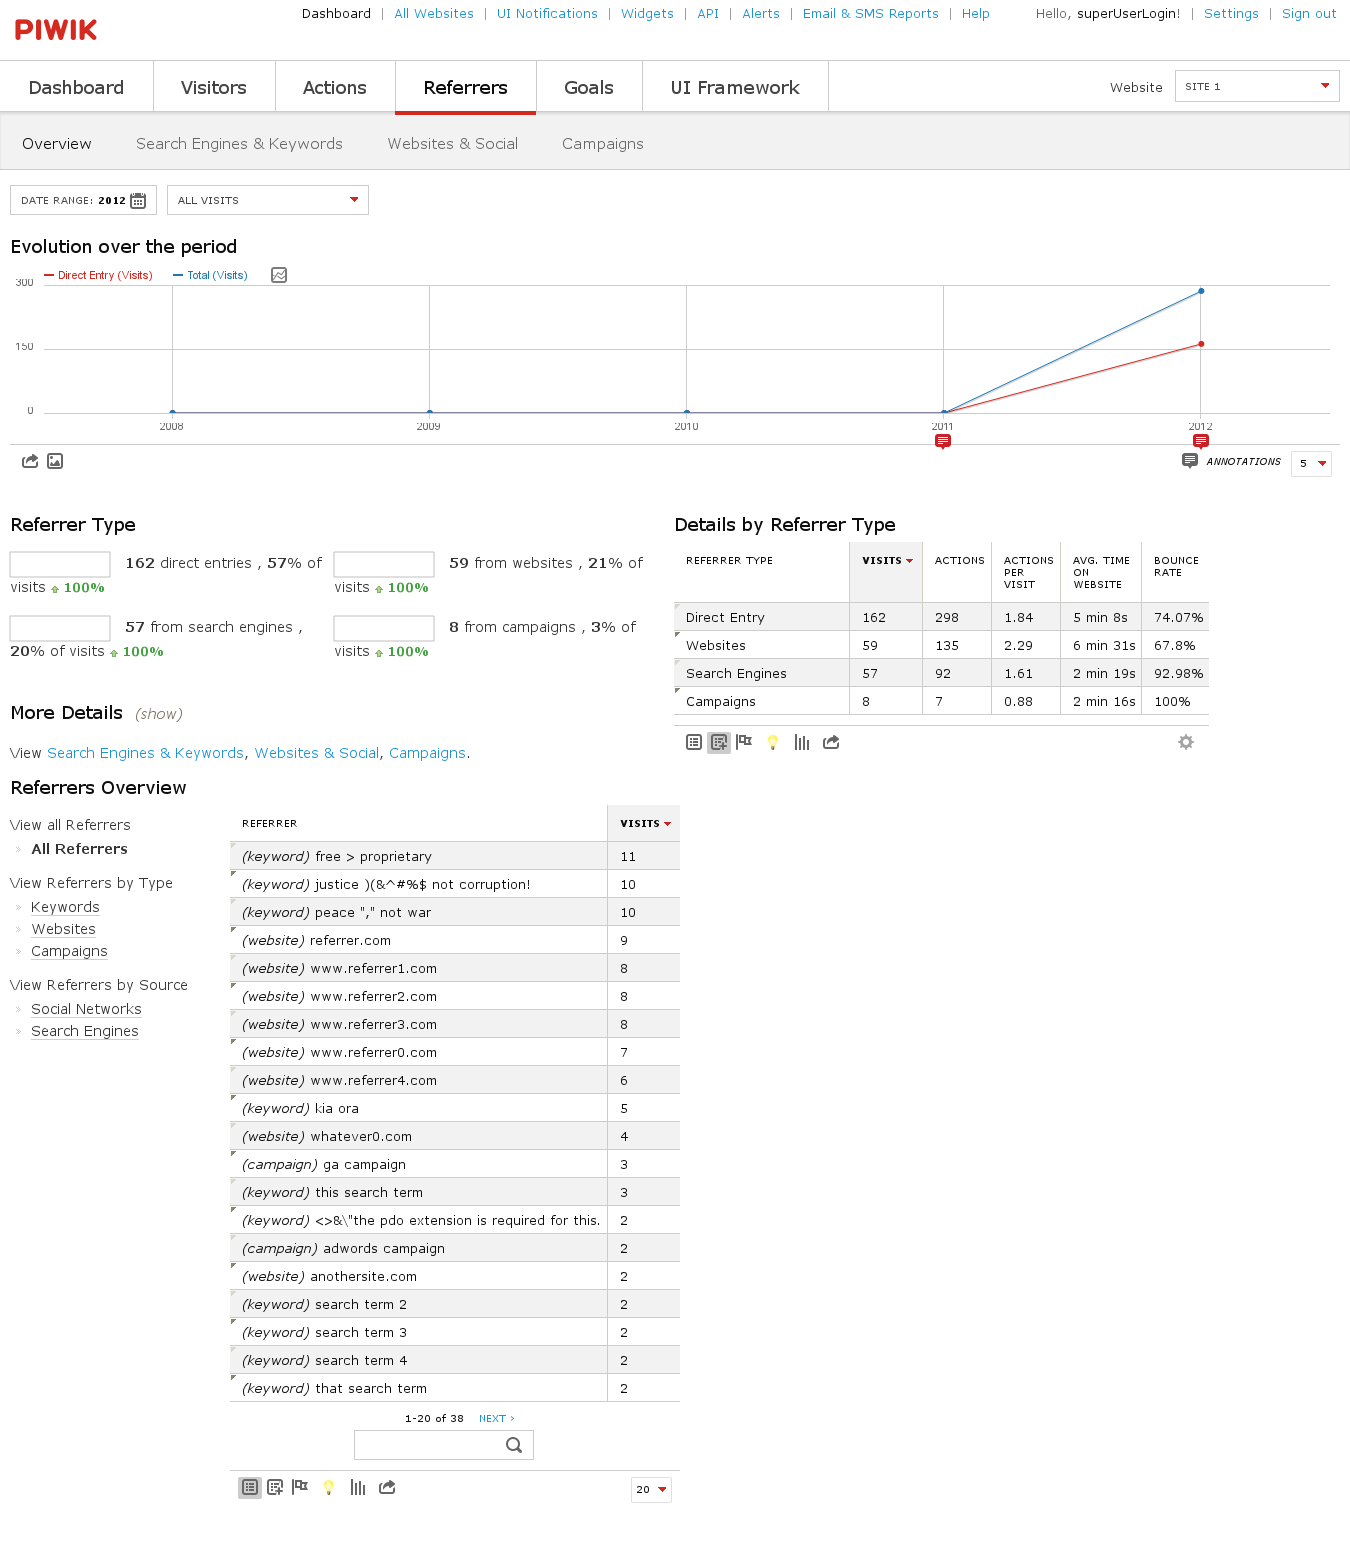 PIWIK
Dashboard | All Websites | UI Notifications | Widgets | API | Alerts | Email & SMS Reports | Help
Hello, superUserLogin! | Settings | Sign out
Dashboard Visitors Actions Referrers Goals UI Framework
Website SITE 1
Overview Search Engines & Keywords Websites & Social Campaigns
DATE RANGE: 2012 ALL VISITS
Evolution over the period
Direct Entry (Visits) Total (Visits)
300
150
0
2008 2009 2010 2011 2012
ANNOTATIONS 5
Referrer Type
162 direct entries , 57% of
visits 100%
59 from websites , 21% of
visits 100%
57 from search engines ,
20% of visits 100%
8 from campaigns , 3% of
visits 100%
Details by Referrer Type
REFERRER TYPE VISITS ACTIONS ACTIONS PER VISIT AVG. TIME ON WEBSITE BOUNCE RATE
Direct Entry 162 298 1.84 5 min 8s 74.07%
Websites 59 135 2.29 6 min 31s 67.8%
Search Engines 57 92 1.61 2 min 19s 92.98%
Campaigns 8 7 0.88 2 min 16s 100%
More Details (show)
View Search Engines & Keywords, Websites & Social, Campaigns.
Referrers Overview
View all Referrers
» All Referrers
View Referrers by Type
» Keywords
» Websites
» Campaigns
View Referrers by Source
» Social Networks
» Search Engines
REFERRER VISITS
(keyword) free > proprietary 11
(keyword) justice )(&^#%$ not corruption! 10
(keyword) peace "," not war 10
(website) referrer.com 9
(website) www.referrer1.com 8
(website) www.referrer2.com 8
(website) www.referrer3.com 8
(website) www.referrer0.com 7
(website) www.referrer4.com 6
(keyword) kia ora 5
(website) whatever0.com 4
(campaign) ga campaign 3
(keyword) this search term 3
(keyword) <>&\"the pdo extension is required for this. 2
(campaign) adwords campaign 2
(website) anothersite.com 2
(keyword) search term 2 2
(keyword) search term 3 2
(keyword) search term 4 2
(keyword) that search term 2
1-20 of 38 NEXT ›
20